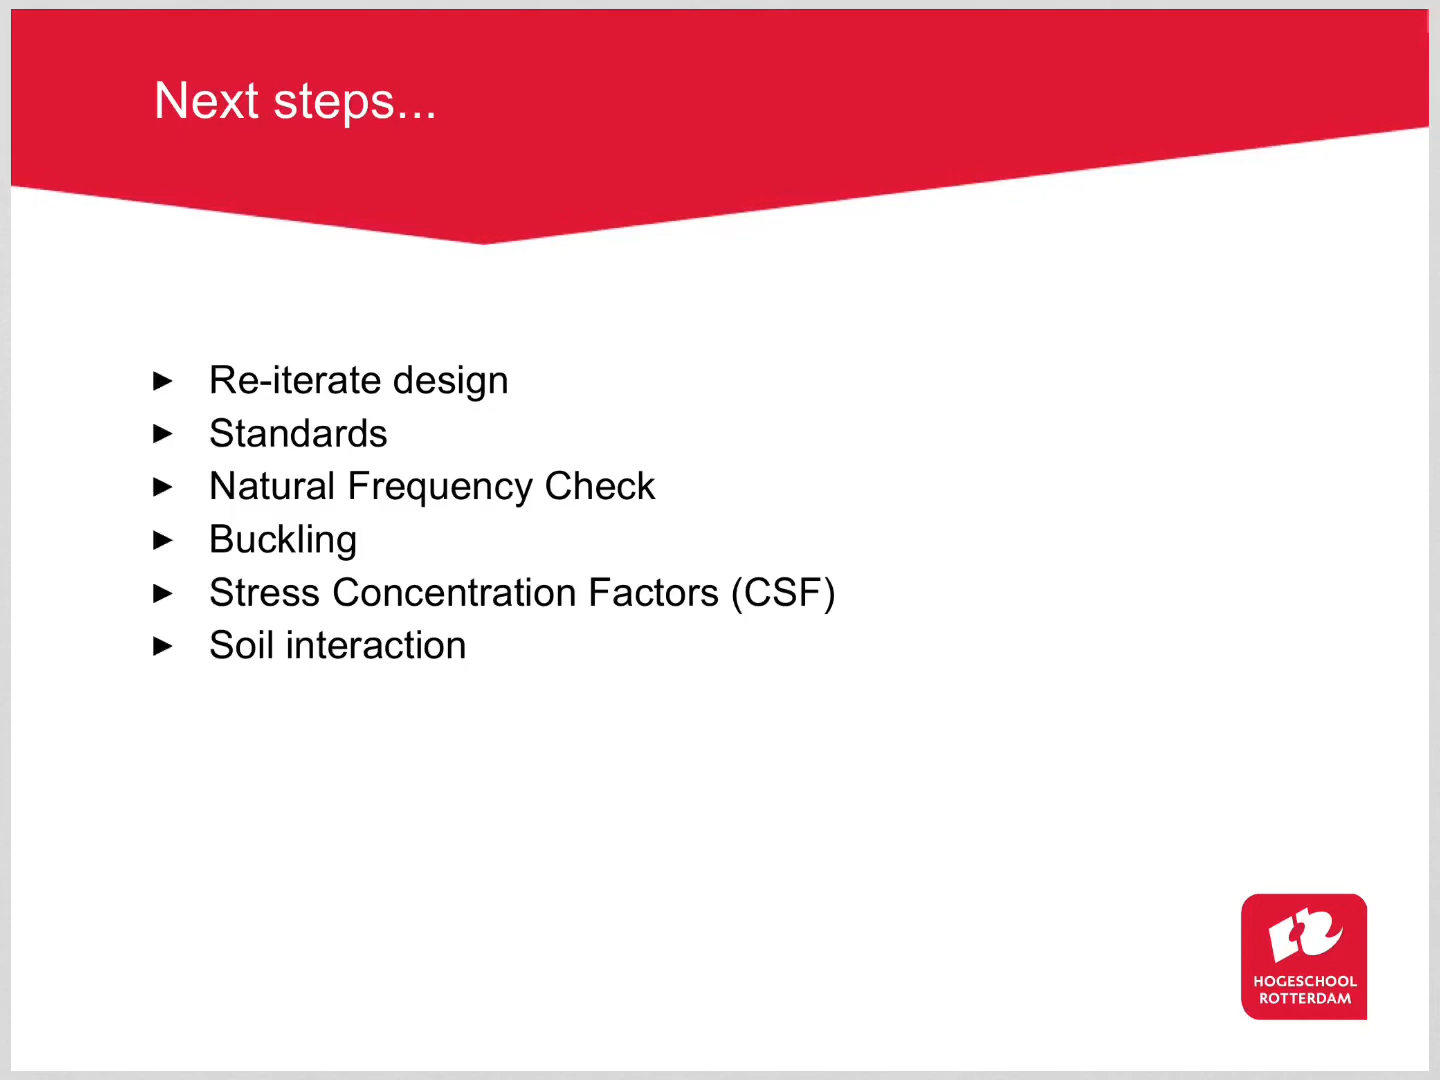 Next steps...
Re-iterate design
Standards
Natural Frequency Check
Buckling
Stress Concentration Factors (CSF)
Soil interaction
HOGESCHOOL
ROTTERDAM